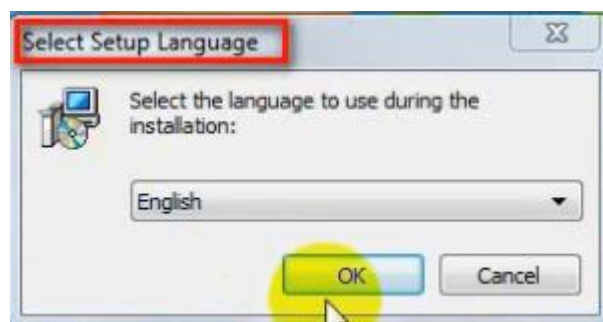 Select Setup Language
Select the language to use during the
installation:
English
OK
Cancel